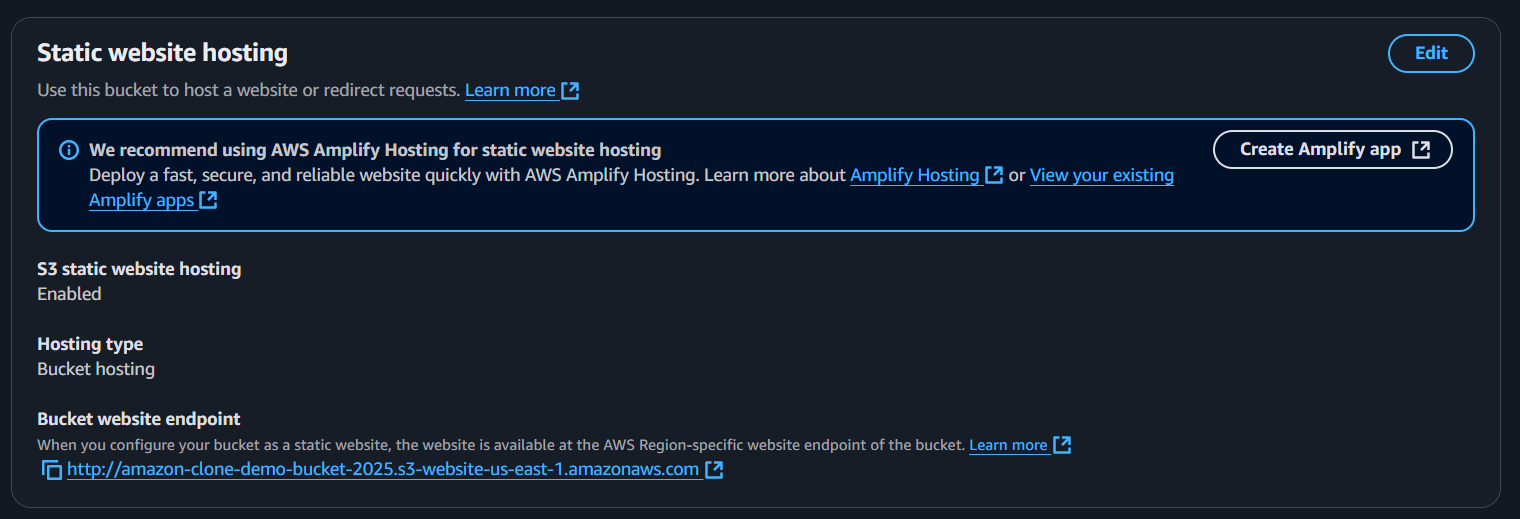 Static website hosting
Edit
Use this bucket to host a website or redirect requests. Learn more
We recommend using AWS Amplify Hosting for static website hosting
Create Amplify app
Deploy a fast, secure, and reliable website quickly with AWS Amplify Hosting. Learn more about Amplify Hosting or View your existing
Amplify apps
S3 static website hosting
Enabled
Hosting type
Bucket hosting
Bucket website endpoint
When you configure your bucket as a static website, the website is available at the AWS Region-specific website endpoint of the bucket. Learn more
http://amazon-clone-demo-bucket-2025.s3-website-us-east-1.amazonaws.com